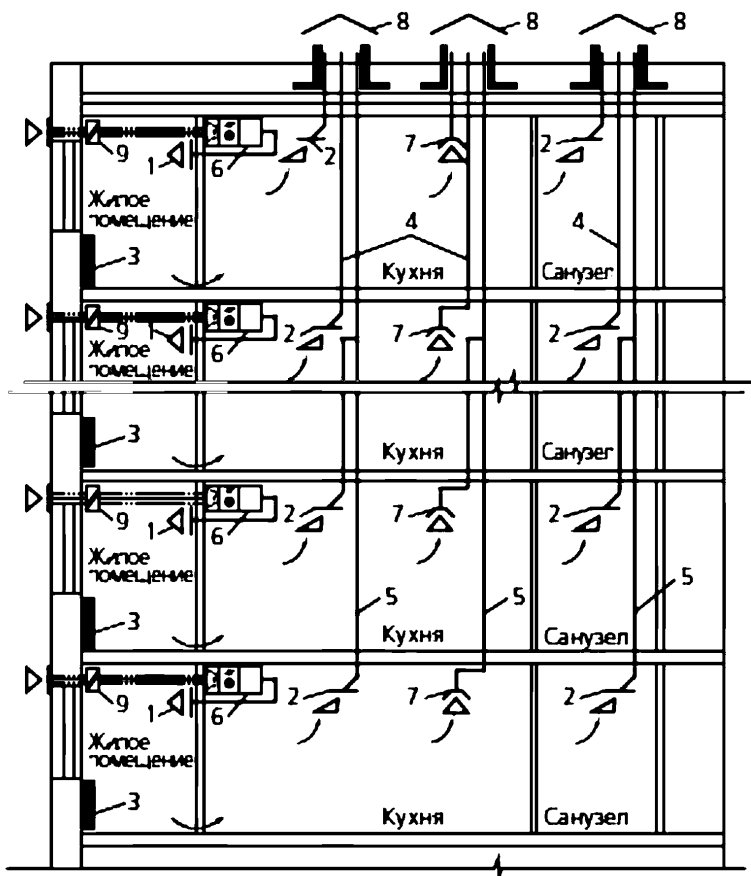 8 8 8
9 1 6 2 7 2
Жилое
помещение
3 4 4
Кухня Санузел
9 1 6 2 7 2
Жилое
помещение
3
Кухня Санузел
9 1 6 2 7 2
Жилое
помещение
5 5 5
3
Кухня Санузел
9 1 6 2 7 2
Жилое
помещение
3
Кухня Санузел